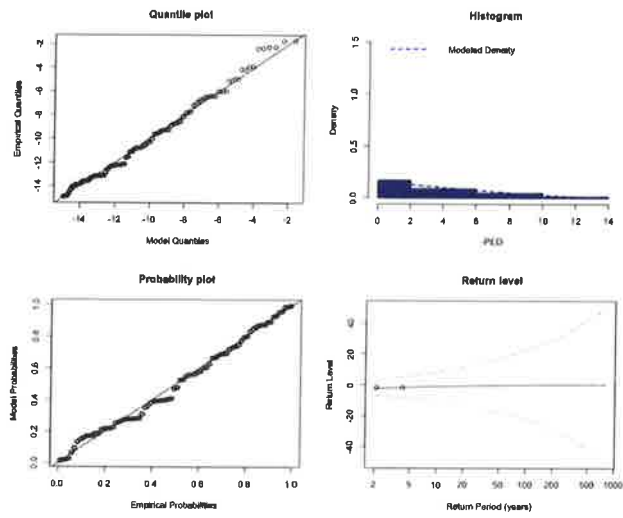 Quantile plot
Empirical Quantiles
-2
-4
-6
-8
-10
-12
-14
-14 -12 -10 -8 -6 -4 -2
Model Quantiles
Histogram
Modeled Density
Density
1.5
1.0
0.5
0.0
0 2 4 6 8 10 12 14
Probability plot
Model Probabilities
1.0
0.8
0.6
0.4
0.2
0.0
0.0 0.2 0.4 0.6 0.8 1.0
Empirical Probabilities
Return level
Return Level
40
20
0
-20
-40
2 5 10 20 50 100 200 500 1000
Return Period (years)